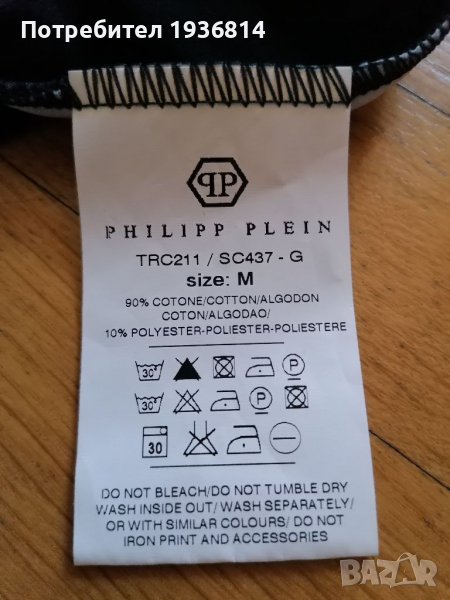 Потребител 1936814
PHILIPP PLEIN
TRC211 / SC437 - G
size: M
90% COTONE/COTTON/ALGODON
COTON/ALGODAO/
10% POLYESTER-POLIESTER-POLIESTERE
30°
30°
30
P
P
DO NOT BLEACH/DO NOT TUMBLE DRY
WASH INSIDE OUT/ WASH SEPARATELY/
OR WITH SIMILAR COLOURS/ DO NOT
IRON PRINT AND ACCESSORIES
BAZAR